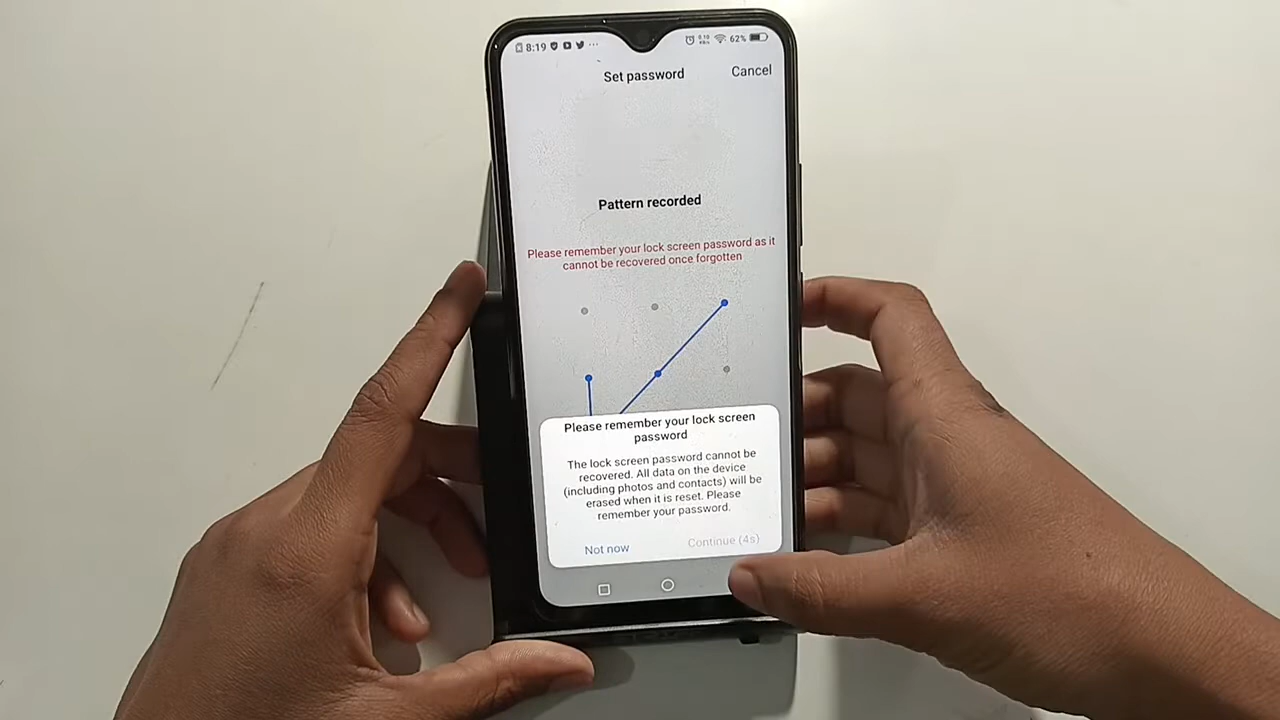 8:19 ... 62%
Set password
Cancel
Pattern recorded
Please remember your lock screen password as it
cannot be recovered once forgotten
Please remember your lock screen
password
The lock screen password cannot be
recovered. All data on the device
(including photos and contacts) will be
erased when it is reset. Please
remember your password.
Not now
Continue (4s)